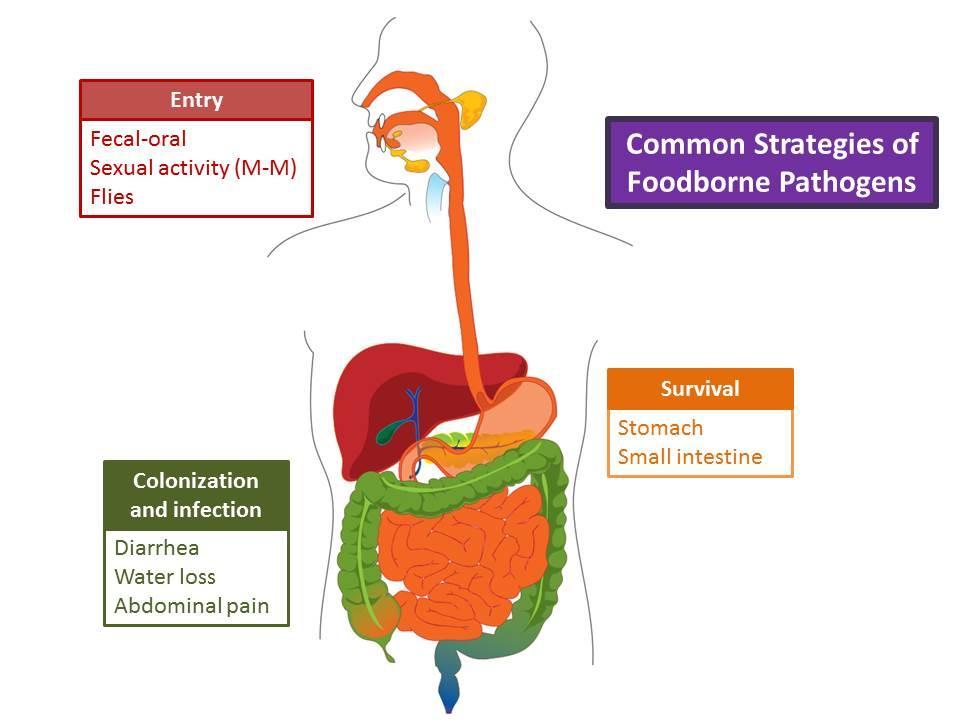 Entry
Fecal-oral
Sexual activity (M-M)
Flies
Common Strategies of
Foodborne Pathogens
Survival
Stomach
Small intestine
Colonization
and infection
Diarrhea
Water loss
Abdominal pain